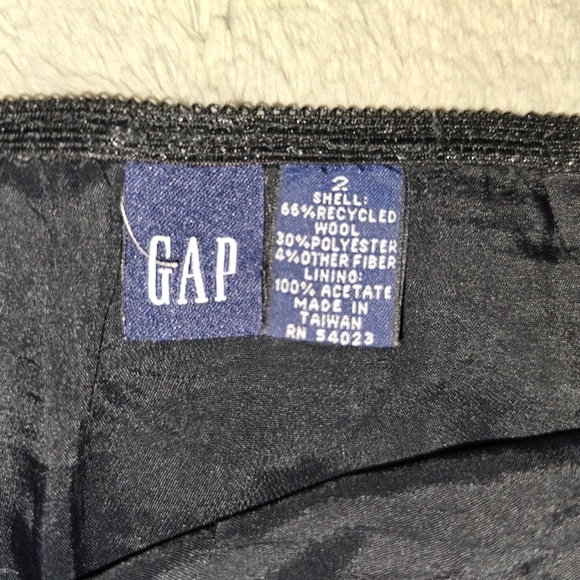 GAP
2
SHELL:
66%RECYCLED
WOOL
30%POLYESTER
4%OTHER FIBER
LINING:
100% ACETATE
MADE IN
TAIWAN
RN 54023